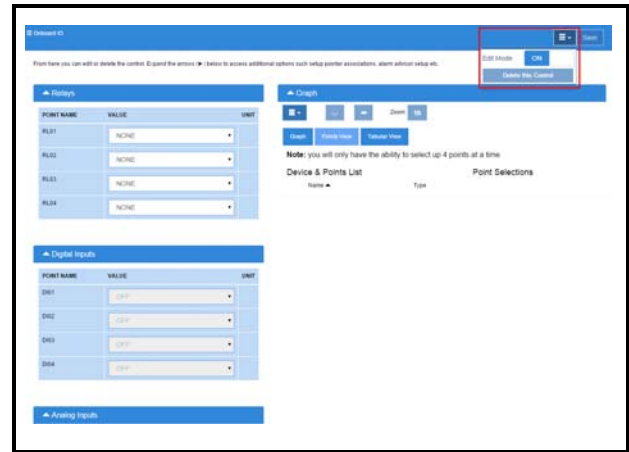 Onboard IO
Save
Edit Mode ON
Delete this Control
From here you can edit or delete the control. Expand the arrows (▶) below to access additional options such setup pointer associations, alarm advisor setup etc.
Relays
POINT NAME VALUE UNIT
RL01 NONE
RL02 NONE
RL03 NONE
RL04 NONE
Digital Inputs
POINT NAME VALUE UNIT
DI01 OFF
DI02 OFF
DI03 OFF
DI04 OFF
Analog Inputs
Graph
Zoom
Graph Points View Tabular View
Note: you will only have the ability to select up 4 points at a time.
Device & Points List Point Selections
Name Type